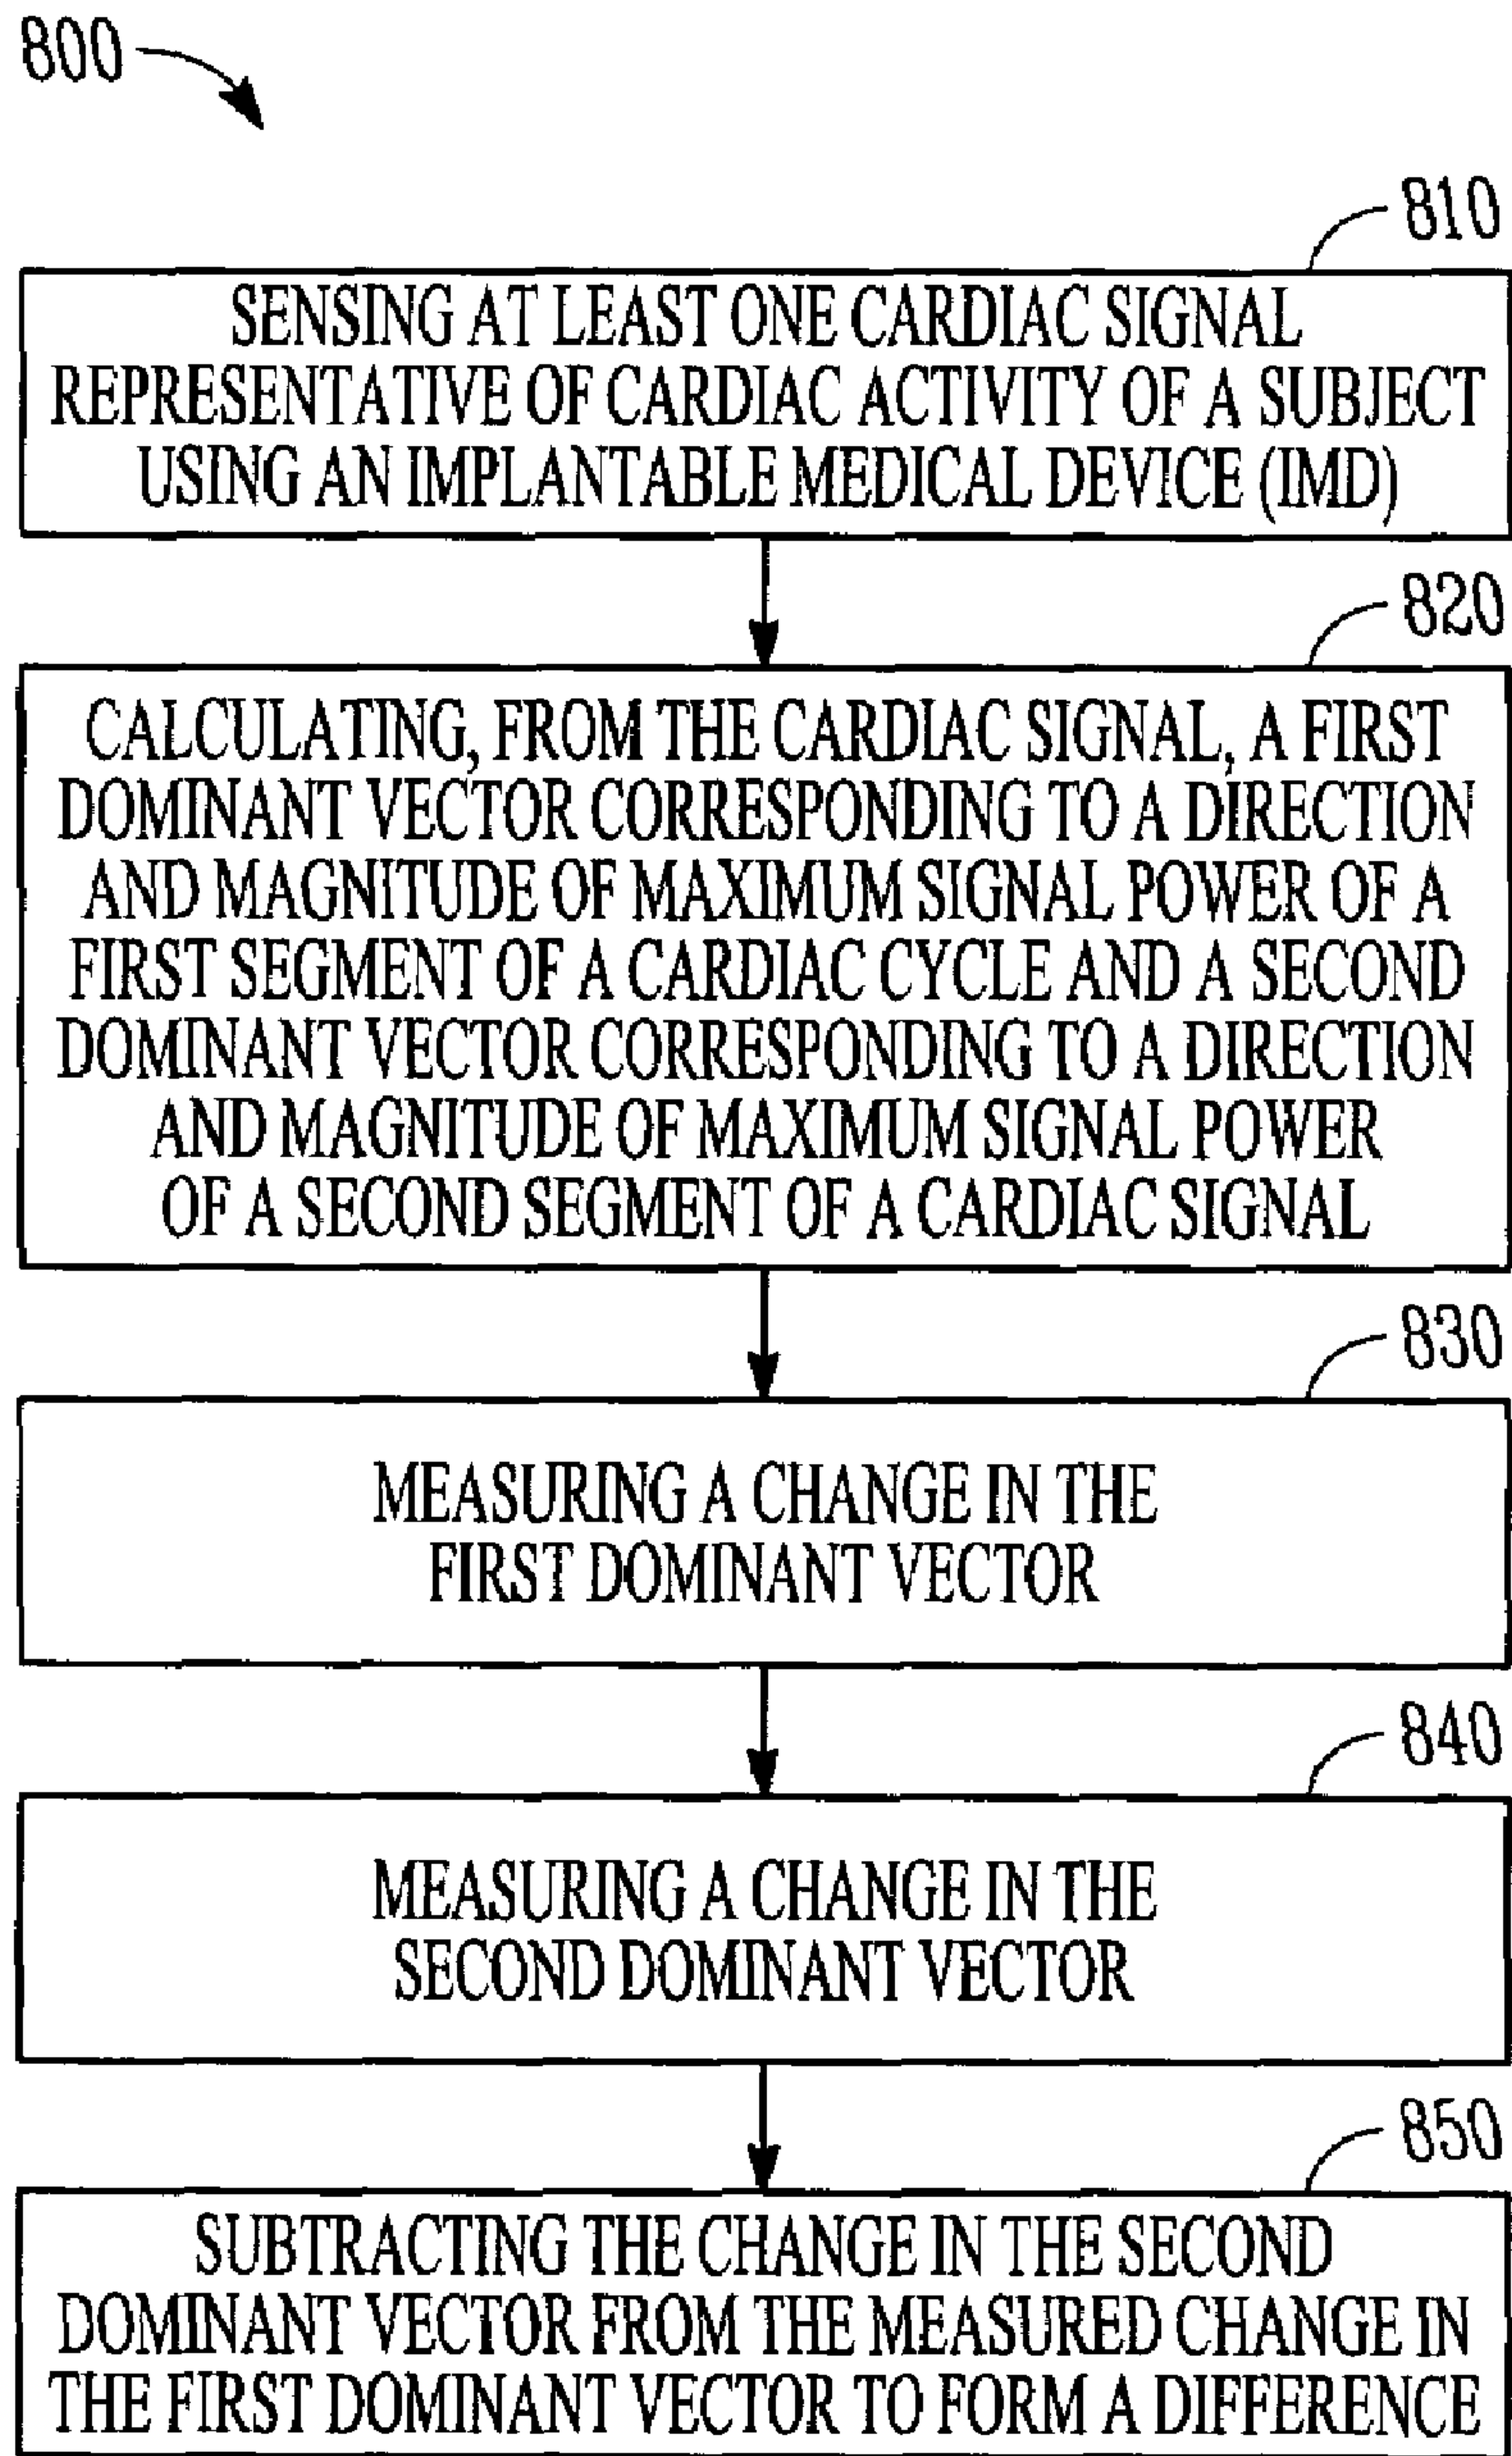 800
810
SENSING AT LEAST ONE CARDIAC SIGNAL
REPRESENTATIVE OF CARDIAC ACTIVITY OF A SUBJECT
USING AN IMPLANTABLE MEDICAL DEVICE (IMD)
820
CALCULATING, FROM THE CARDIAC SIGNAL, A FIRST
DOMINANT VECTOR CORRESPONDING TO A DIRECTION
AND MAGNITUDE OF MAXIMUM SIGNAL POWER OF A
FIRST SEGMENT OF A CARDIAC CYCLE AND A SECOND
DOMINANT VECTOR CORRESPONDING TO A DIRECTION
AND MAGNITUDE OF MAXIMUM SIGNAL POWER
OF A SECOND SEGMENT OF A CARDIAC SIGNAL
830
MEASURING A CHANGE IN THE
FIRST DOMINANT VECTOR
840
MEASURING A CHANGE IN THE
SECOND DOMINANT VECTOR
850
SUBTRACTING THE CHANGE IN THE SECOND
DOMINANT VECTOR FROM THE MEASURED CHANGE IN
THE FIRST DOMINANT VECTOR TO FORM A DIFFERENCE